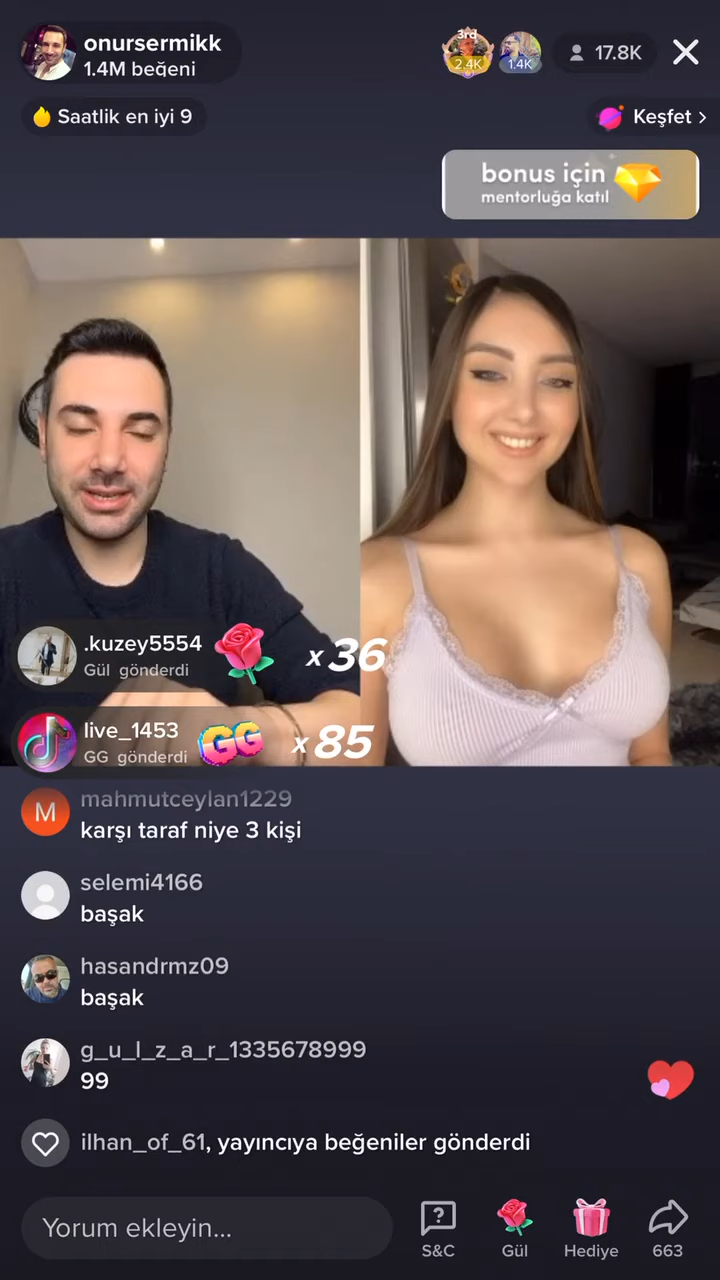 onursermikk
1.4M beğeni
3rd
2.4K
1.4K
17.8K
Saatlik en iyi 9
Keşfet
bonus için
mentorluğa katıl
.kuzey5554
Gül gönderdi
x 36
live_1453
GG gönderdi
GG
x 85
mahmutceylan1229
M
karşı taraf niye 3 kişi
selemi4166
başak
hasandrmz09
başak
g_u_l_z_a_r_1335678999
99
ilhan_of_61, yayıncıya beğeniler gönderdi
Yorum ekleyin...
S&C
Gül
Hediye
663